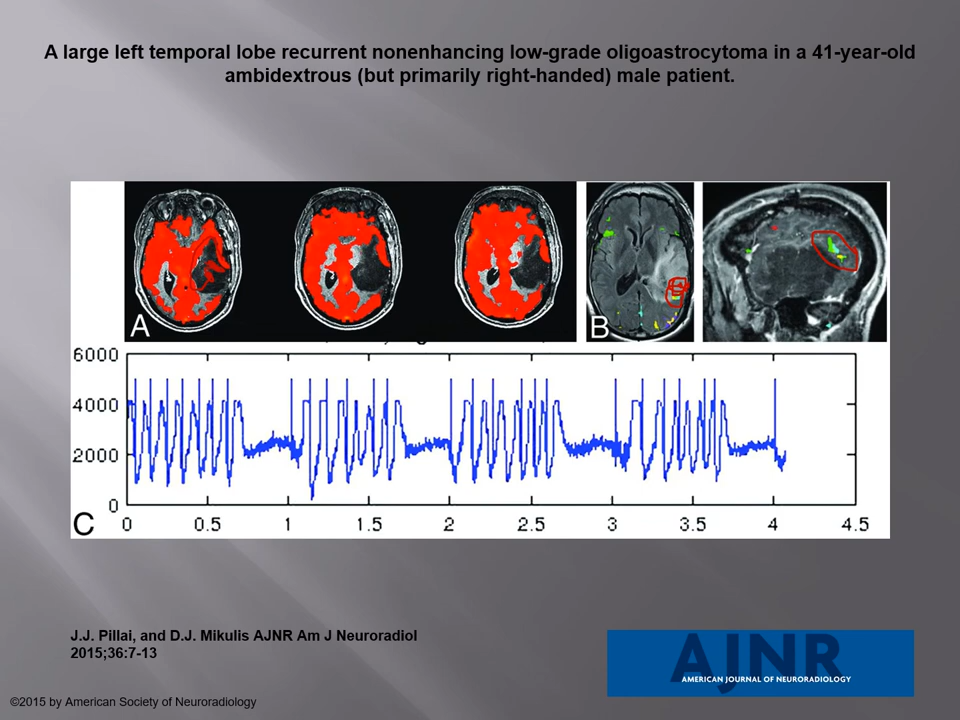 A large left temporal lobe recurrent nonenhancing low-grade oligoastrocytoma in a 41-year-old
ambidextrous (but primarily right-handed) male patient.
A
B
6000
4000
2000
0
C
0 0.5 1 1.5 2 2.5 3 3.5 4 4.5
J.J. Pillai, and D.J. Mikulis AJNR Am J Neuroradiol
2015;36:7-13
AJNR
AMERICAN JOURNAL OF NEURORADIOLOGY
©2015 by American Society of Neuroradiology